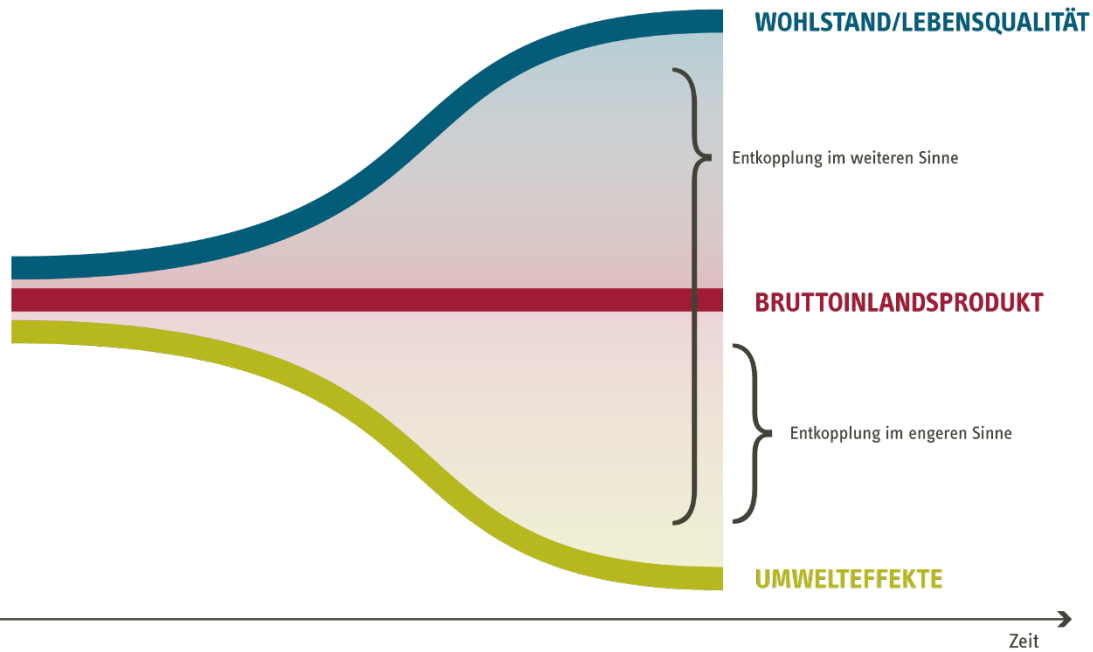 WOHLSTAND/LEBENSQUALITÄT
Entkopplung im weiteren Sinne
BRUTTOINLANDSPRODUKT
Entkopplung im engeren Sinne
UMWELTEFFEKTE
Zeit